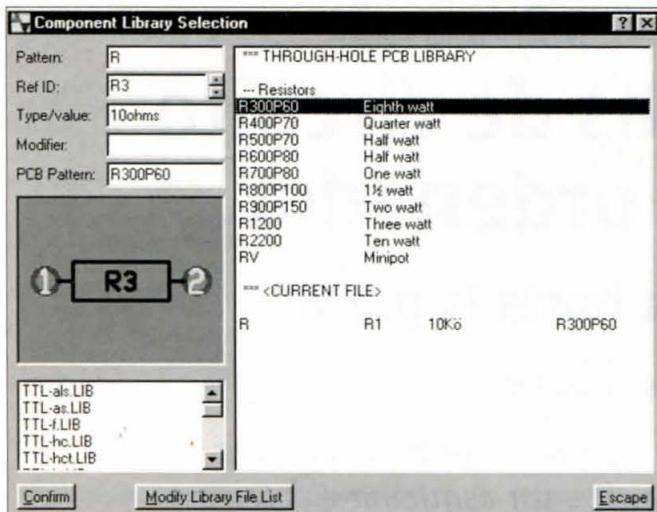 Component Library Selection
Pattern: R
Ref ID: R3
Type/value: 10ohms
Modifier:
PCB Pattern: R300P60
1 R3 2
TTL-als.LIB
TTL-as.LIB
TTL-f.LIB
TTL-hc.LIB
TTL-hct.LIB
*** THROUGH-HOLE PCB LIBRARY
--- Resistors
R300P60 Eighth watt
R400P70 Quarter watt
R500P70 Half watt
R600P80 Half watt
R700P80 One watt
R800P100 1½ watt
R900P150 Two watt
R1200 Three watt
R2200 Ten watt
RV Minipot
*** <CURRENT FILE>
R R1 10Kö R300P60
Confirm Modify Library File List Escape